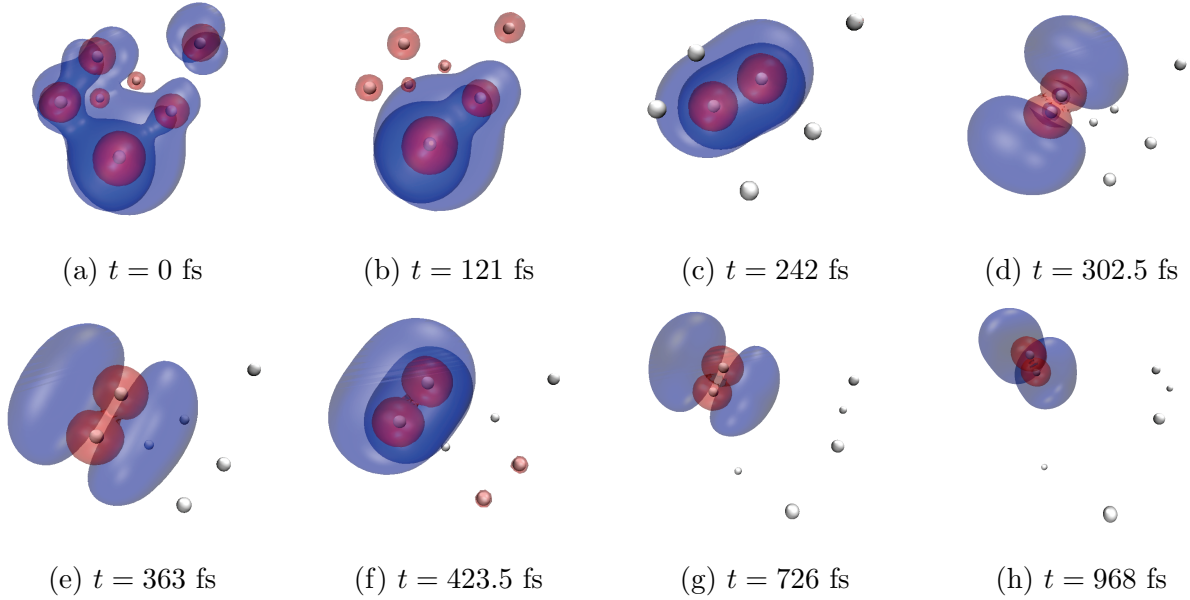 (a) t = 0 fs
(b) t = 121 fs
(c) t = 242 fs
(d) t = 302.5 fs
(e) t = 363 fs
(f) t = 423.5 fs
(g) t = 726 fs
(h) t = 968 fs